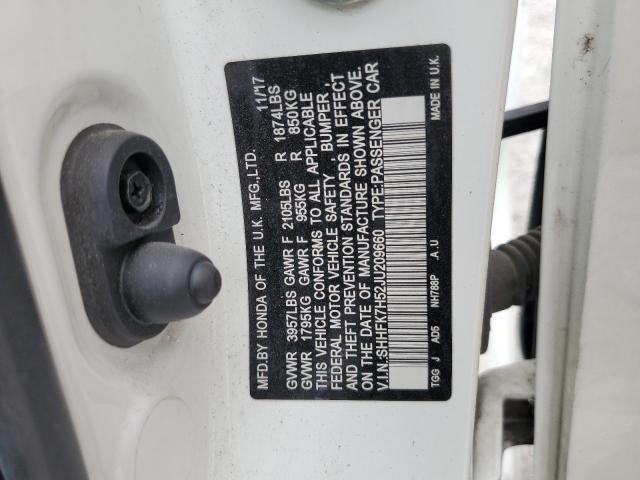 MFD.BY HONDA OF THE U.K. MFG.,LTD. 11/17
GVWR 3957LBS GAWR F 2105LBS R 1874LBS
GVWR 1795KG GAWR F 955KG R 850KG
THIS VEHICLE CONFORMS TO ALL APPLICABLE
FEDERAL MOTOR VEHICLE SAFETY , BUMPER ,
AND THEFT PREVENTION STANDARDS IN EFFECT
ON THE DATE OF MANUFACTURE SHOWN ABOVE.
V.I.N.:SHHFK7H52JU209660 TYPE:PASSENGER CAR
TGG J AD5 NH788P .A.U MADE IN U.K.